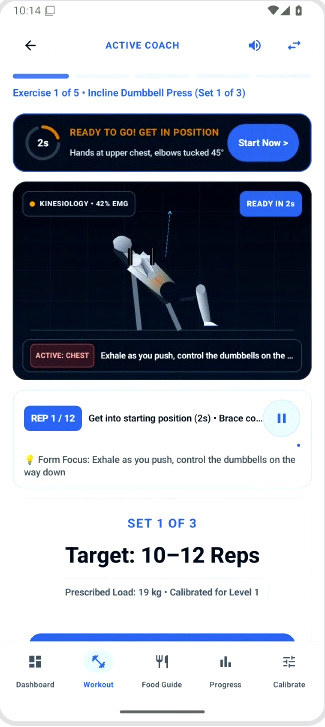 10:14
ACTIVE COACH
Exercise 1 of 5 • Incline Dumbbell Press (Set 1 of 3)
2s
READY TO GO! GET IN POSITION
Hands at upper chest, elbows tucked 45°
Start Now >
KINESIOLOGY • 42% EMG
READY IN 2s
ACTIVE: CHEST
Exhale as you push, control the dumbbells on the ...
REP 1 / 12
Get into starting position (2s) • Brace co...
💡 Form Focus: Exhale as you push, control the dumbbells on the
way down
SET 1 OF 3
Target: 10–12 Reps
Prescribed Load: 19 kg • Calibrated for Level 1
Dashboard
Workout
Food Guide
Progress
Calibrate